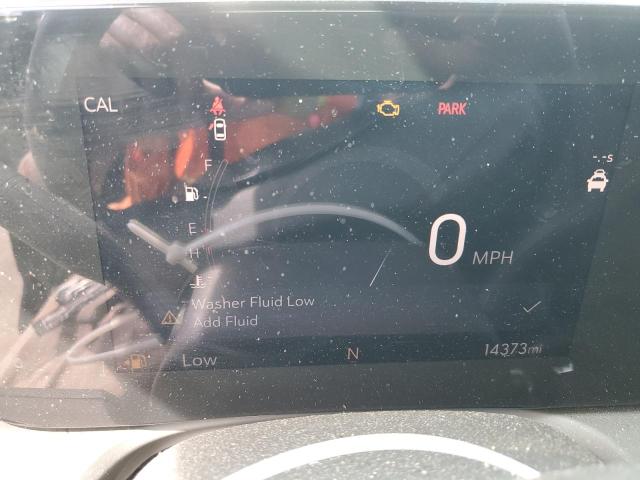 CAL
PARK
F
-.-s
E
0 MPH
H
Washer Fluid Low
Add Fluid
Low
N
14373mi